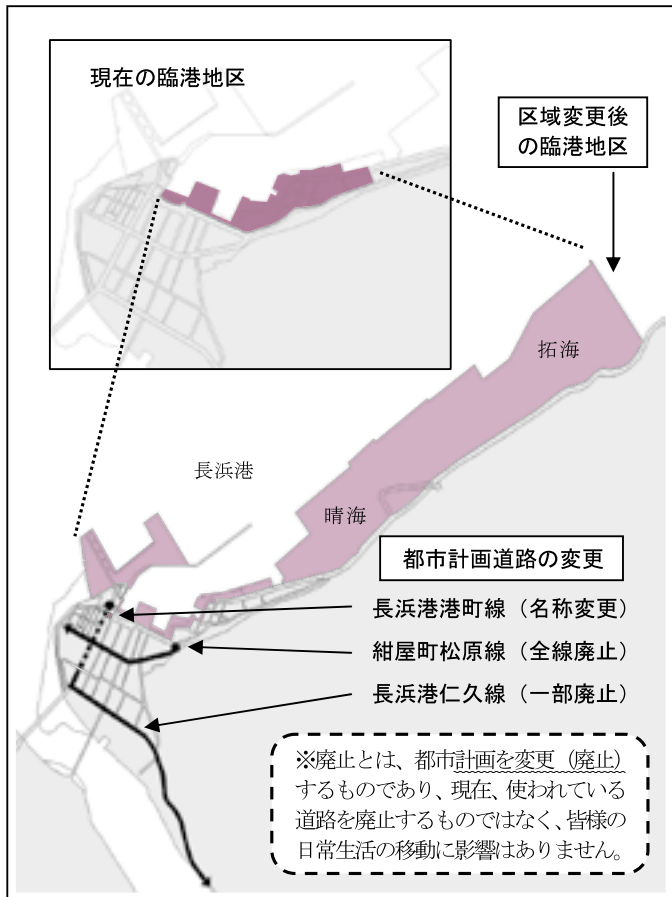 現在の臨港地区
区域変更後
の臨港地区
拓海
長浜港
晴海
都市計画道路の変更
長浜港港町線（名称変更）
紺屋町松原線（全線廃止）
長浜港仁久線（一部廃止）
※廃止とは、都市計画を変更（廃止）
するものであり、現在、使われている
道路を廃止するものではなく、皆様の
日常生活の移動に影響はありません。